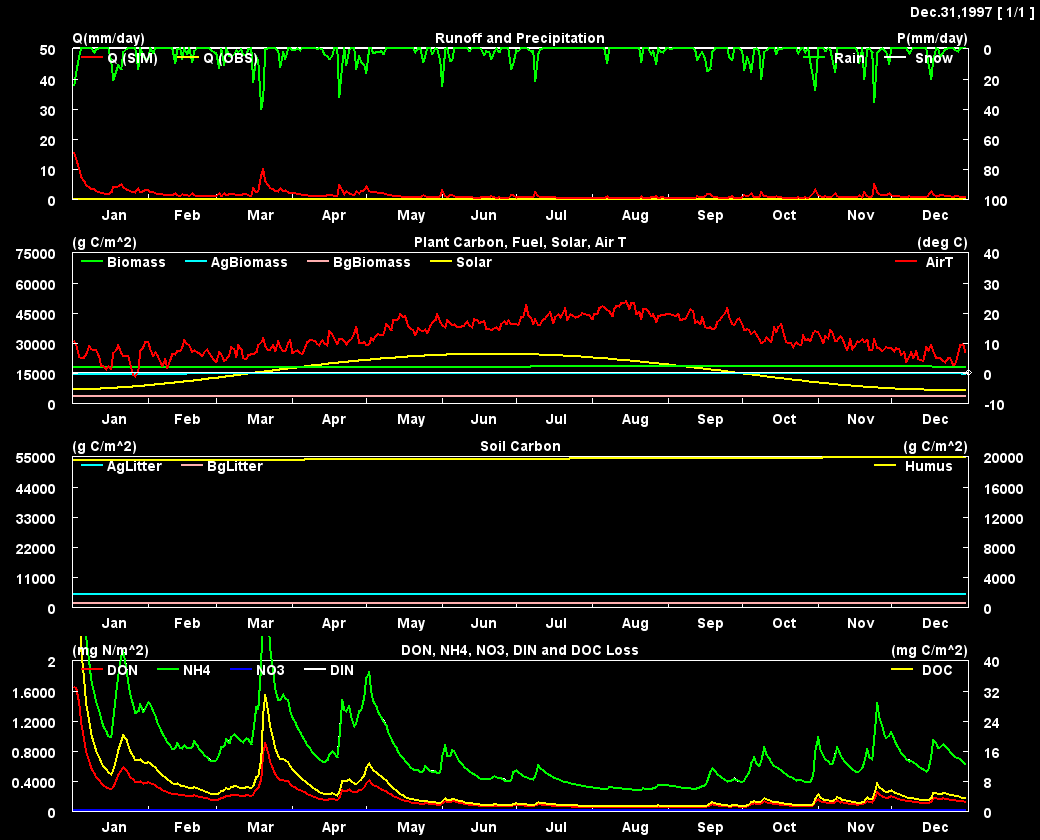 Dec.31,1997 [ 1/1 ]
Q(mm/day) Runoff and Precipitation P(mm/day)
50 0
Q (SIM) Q (OBS) Rain Snow
40 20
30 40
20 60
10 80
0 100
Jan Feb Mar Apr May Jun Jul Aug Sep Oct Nov Dec
(g C/m^2) Plant Carbon, Fuel, Solar, Air T (deg C)
75000 40
Biomass AgBiomass BgBiomass Solar AirT
60000 30
45000 20
30000 10
15000 0
0 -10
Jan Feb Mar Apr May Jun Jul Aug Sep Oct Nov Dec
(g C/m^2) Soil Carbon (g C/m^2)
55000 20000
AgLitter BgLitter Humus
44000 16000
33000 12000
22000 8000
11000 4000
0 0
Jan Feb Mar Apr May Jun Jul Aug Sep Oct Nov Dec
(mg N/m^2) DON, NH4, NO3, DIN and DOC Loss (mg C/m^2)
2 40
DON NH4 NO3 DIN DOC
1.6000 32
1.2000 24
0.8000 16
0.4000 8
0 0
Jan Feb Mar Apr May Jun Jul Aug Sep Oct Nov Dec